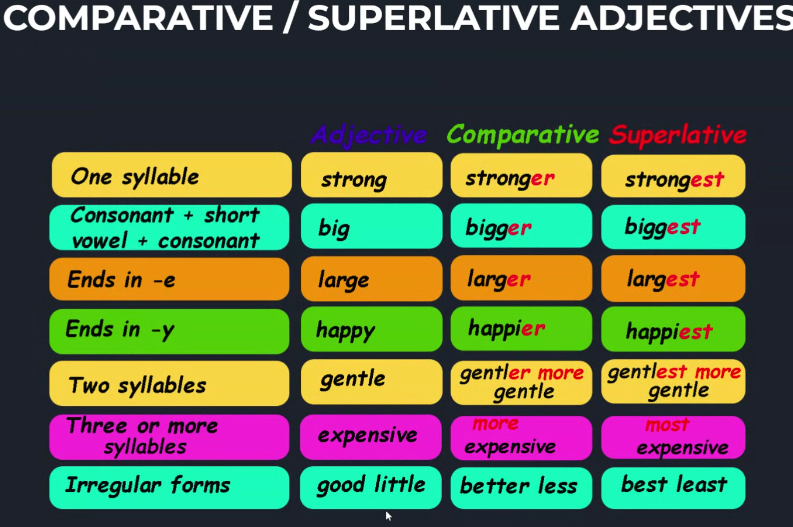 COMPARATIVE / SUPERLATIVE ADJECTIVES
Adjective Comparative Superlative
One syllable strong stronger strongest
Consonant + short
vowel + consonant big bigger biggest
Ends in -e large larger largest
Ends in -y happy happier happiest
Two syllables gentle gentler more gentlest more
gentle gentle
Three or more expensive more most
syllables expensive expensive
Irregular forms good little better less best least